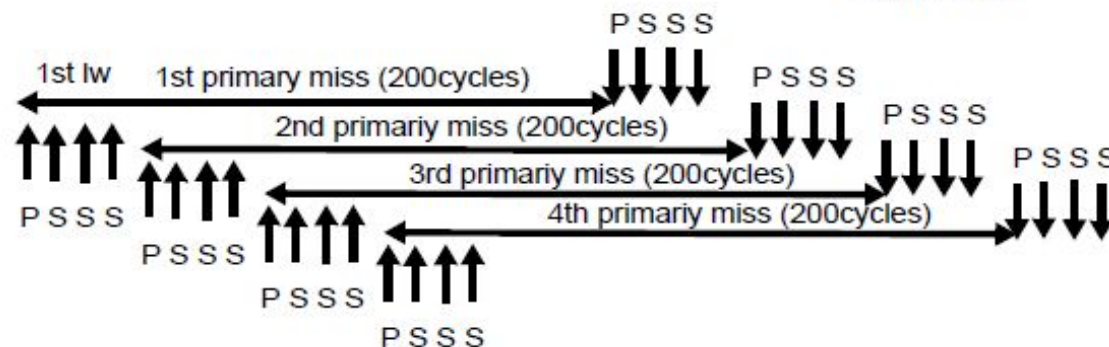 P S S S
1st lw 1st primary miss (200cycles)
P S S S
2nd primariy miss (200cycles)
P S S S
3rd primariy miss (200cycles)
P S S S
4th primariy miss (200cycles)
P S S S
P S S S
P S S S
P S S S